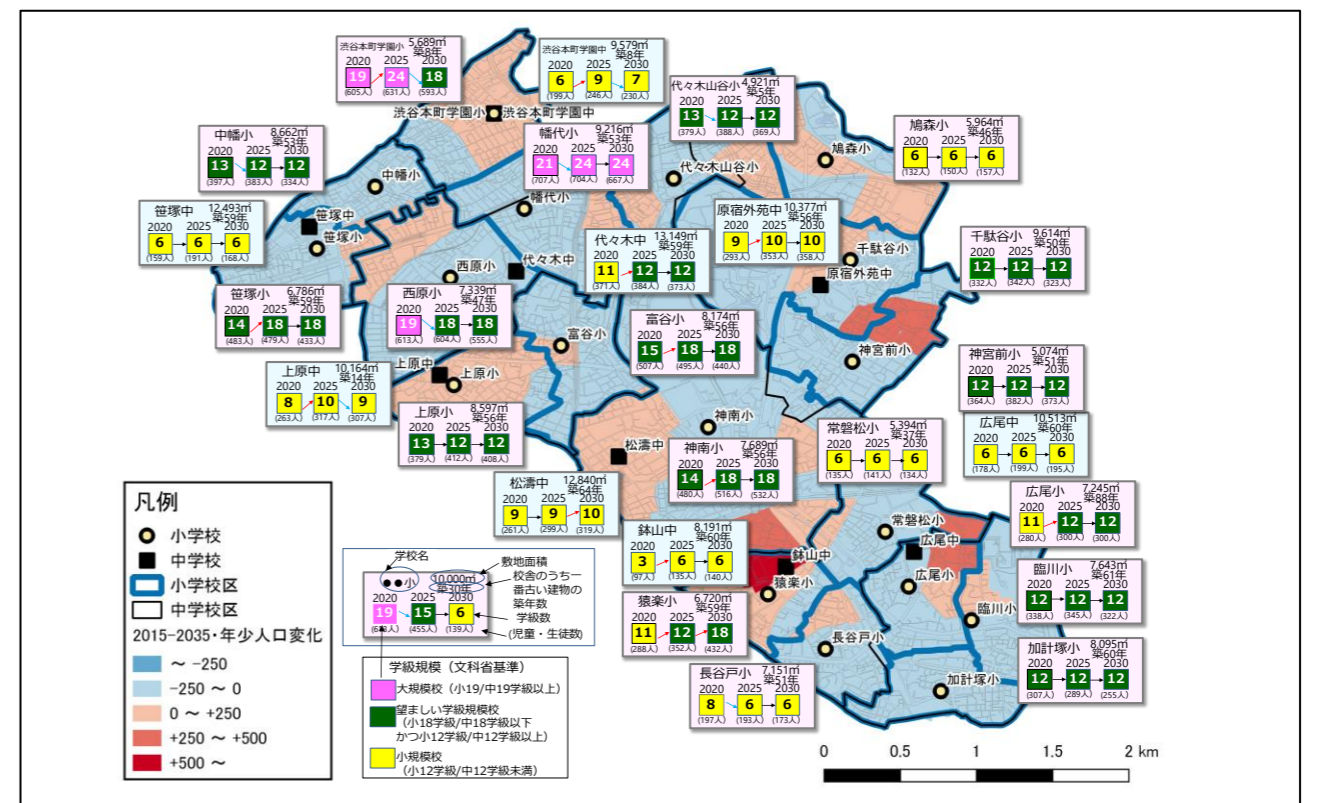 渋谷本町学園小 5,689㎡
築8年
2020 2025 2030
19 24 18
(605人) (631人) (593人)
渋谷本町学園中 9,579㎡
築8年
2020 2025 2030
6 9 7
(199人) (246人) (230人)
代々木山谷小 4,921㎡
築5年
2020 2025 2030
13 12 12
(379人) (388人) (369人)
渋谷本町学園小 渋谷本町学園中
中幡小 8,662㎡
築53年
2020 2025 2030
13 12 12
(397人) (383人) (334人)
幡代小 9,216㎡
築53年
2020 2025 2030
21 24 24
(707人) (704人) (667人)
鳩森小 5,964㎡
築46年
2020 2025 2030
6 6 6
(132人) (150人) (157人)
鳩森小
代々木山谷小
中幡小
幡代小
笹塚中 12,493㎡
築59年
2020 2025 2030
6 6 6
(159人) (191人) (168人)
笹塚中
笹塚小
代々木中 13,149㎡
築59年
2020 2025 2030
11 12 12
(371人) (384人) (373人)
原宿外苑中 10,377㎡
築56年
2020 2025 2030
9 10 10
(293人) (353人) (358人)
千駄谷小
原宿外苑中
千駄谷小 9,614㎡
築50年
2020 2025 2030
12 12 12
(332人) (342人) (323人)
西原小
代々木中
笹塚小 6,786㎡
築59年
2020 2025 2030
14 18 18
(483人) (479人) (433人)
西原小 7,339㎡
築47年
2020 2025 2030
19 18 18
(613人) (604人) (555人)
富谷小
富谷小 8,174㎡
築56年
2020 2025 2030
15 18 18
(507人) (495人) (440人)
神宮前小
神宮前小 5,074㎡
築51年
2020 2025 2030
12 12 12
(364人) (382人) (373人)
上原中 10,164㎡
築14年
2020 2025 2030
8 10 9
(263人) (317人) (307人)
上原中
上原小
上原小 8,597㎡
築56年
2020 2025 2030
13 12 12
(379人) (412人) (408人)
神南小
松濤中
神南小 7,689㎡
築56年
2020 2025 2030
14 18 18
(480人) (516人) (532人)
常磐松小 5,394㎡
築37年
2020 2025 2030
6 6 6
(135人) (141人) (134人)
広尾中 10,513㎡
築60年
2020 2025 2030
6 6 6
(178人) (199人) (195人)
松濤中 12,840㎡
築64年
2020 2025 2030
9 9 10
(261人) (299人) (319人)
鉢山中 8,191㎡
築60年
2020 2025 2030
3 6 6
(97人) (135人) (140人)
鉢山中
猿楽小
常磐松小
広尾中
広尾小
臨川小
広尾小 7,245㎡
築88年
2020 2025 2030
11 12 12
(280人) (300人) (300人)
臨川小 7,643㎡
築61年
2020 2025 2030
12 12 12
(338人) (345人) (322人)
猿楽小 6,720㎡
築59年
2020 2025 2030
11 12 18
(288人) (352人) (432人)
長谷戸小
加計塚小
加計塚小 8,095㎡
築60年
2020 2025 2030
12 12 12
(307人) (289人) (255人)
長谷戸小 7,151㎡
築51年
2020 2025 2030
8 6 6
(197人) (193人) (173人)
凡例
小学校
中学校
小学校区
中学校区
2015-2035・年少人口変化
～ -250
-250 ～ 0
0 ～ +250
+250 ～ +500
+500 ～
学校名
敷地面積
●●小 10,000㎡
築30年
校舎のうち一
番古い建物の
築年数
2020 2025 2030
19 15 6
学級数
(455人) (139人)
(児童・生徒数)
学級規模（文科省基準）
大規模校（小19/中19学級以上）
望ましい学級規模校
（小18学級/中18学級以下
かつ小12学級/中12学級以上）
小規模校
（小12学級/中12学級未満）
0 0.5 1 1.5 2 km